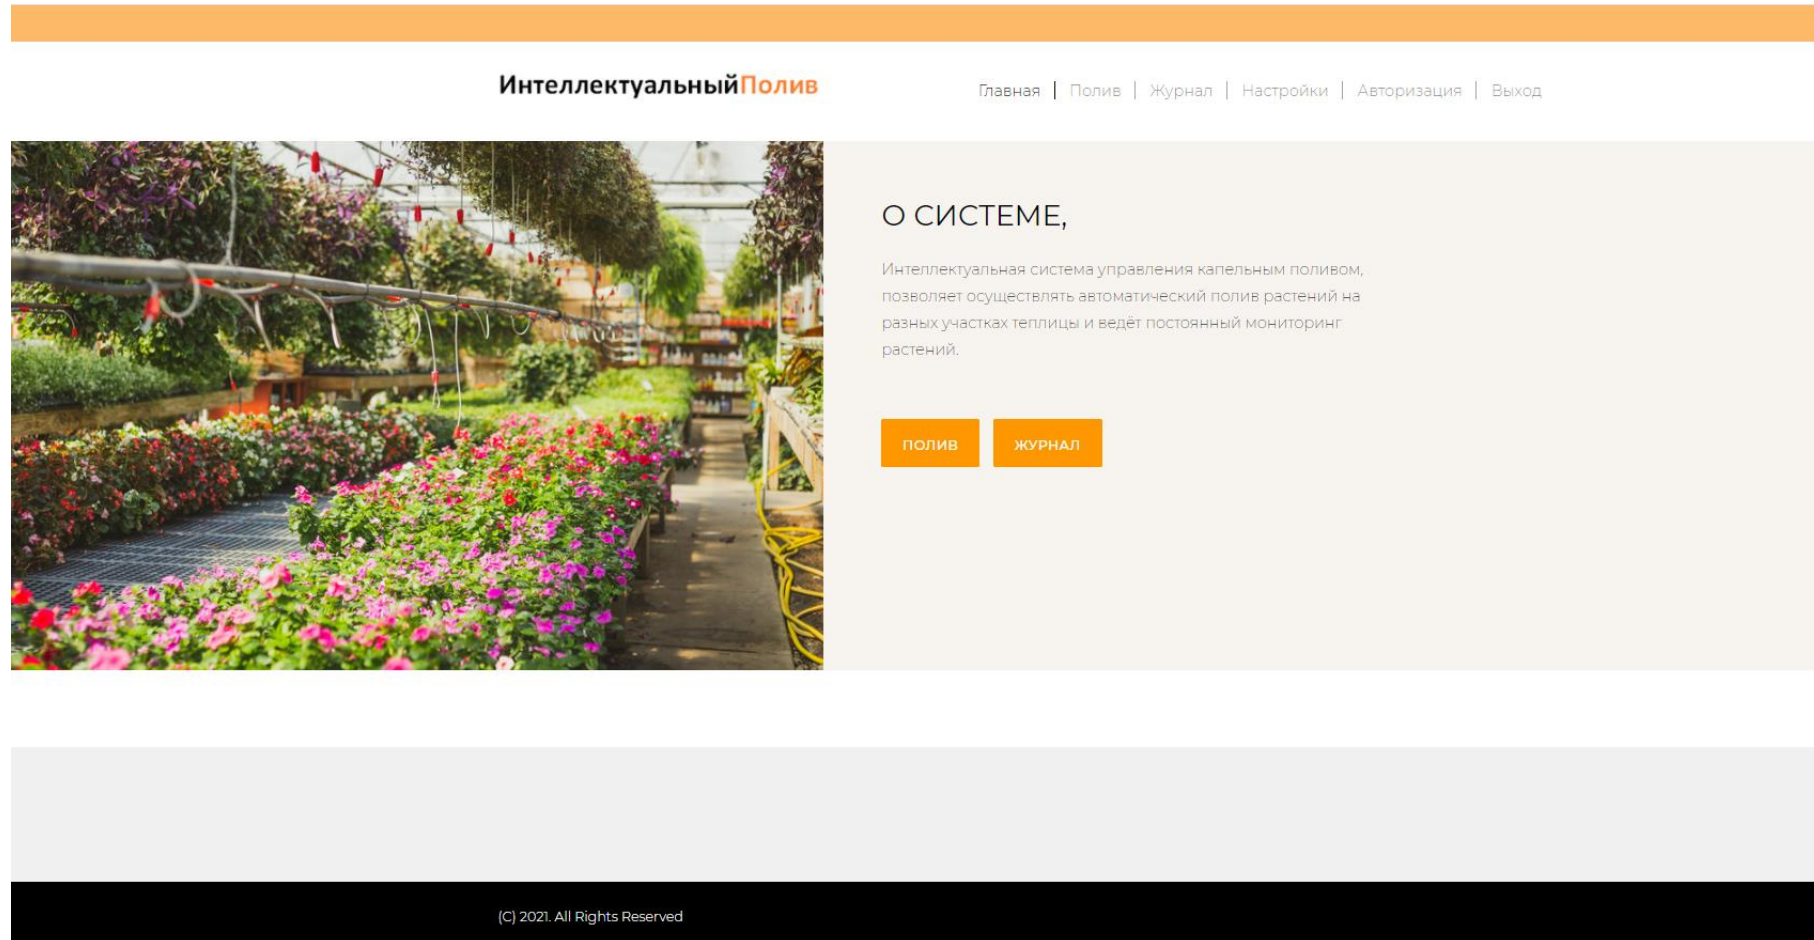 ИнтеллектуальныйПолив
Главная | Полив | Журнал | Настройки | Авторизация | Выход
О СИСТЕМЕ,
Интеллектуальная система управления капельным поливом,
позволяет осуществлять автоматический полив растений на
разных участках теплицы и ведёт постоянный мониторинг
растений.
ПОЛИВ ЖУРНАЛ
(C) 2021. All Rights Reserved